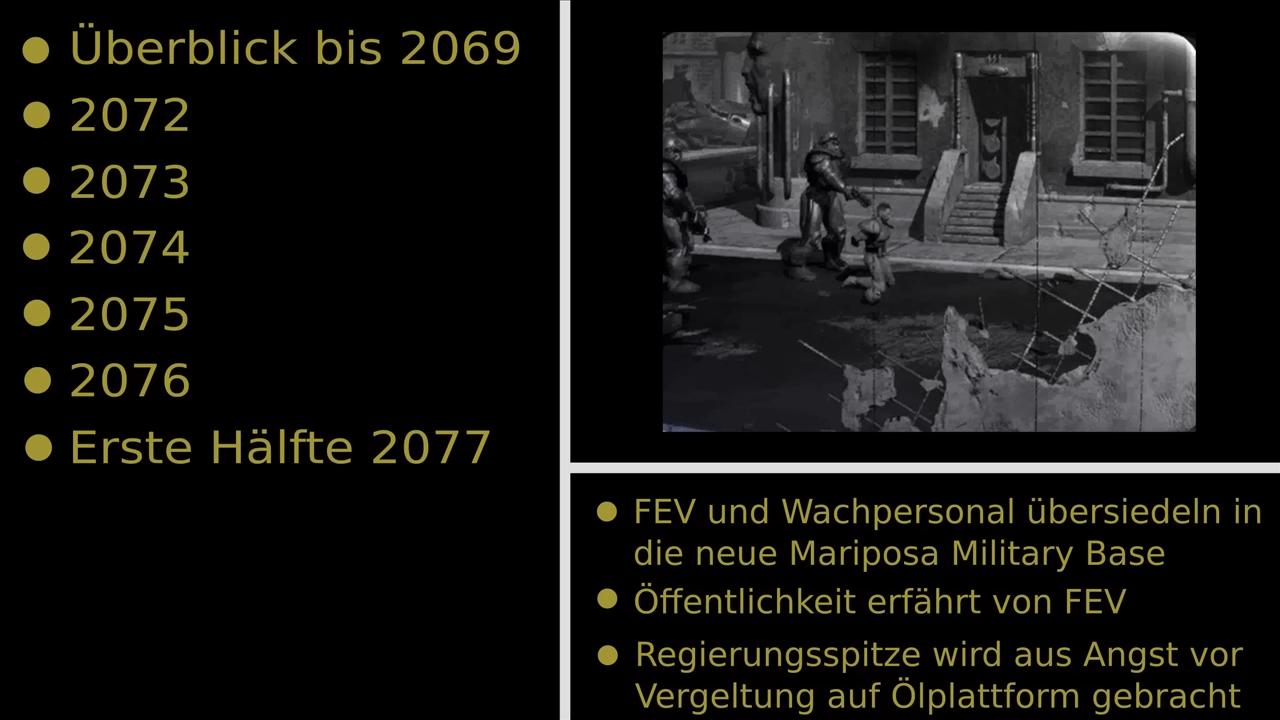 Überblick bis 2069
2072
2073
2074
2075
2076
Erste Hälfte 2077
FEV und Wachpersonal übersiedeln in
die neue Mariposa Military Base
Öffentlichkeit erfährt von FEV
Regierungsspitze wird aus Angst vor
Vergeltung auf Ölplattform gebracht